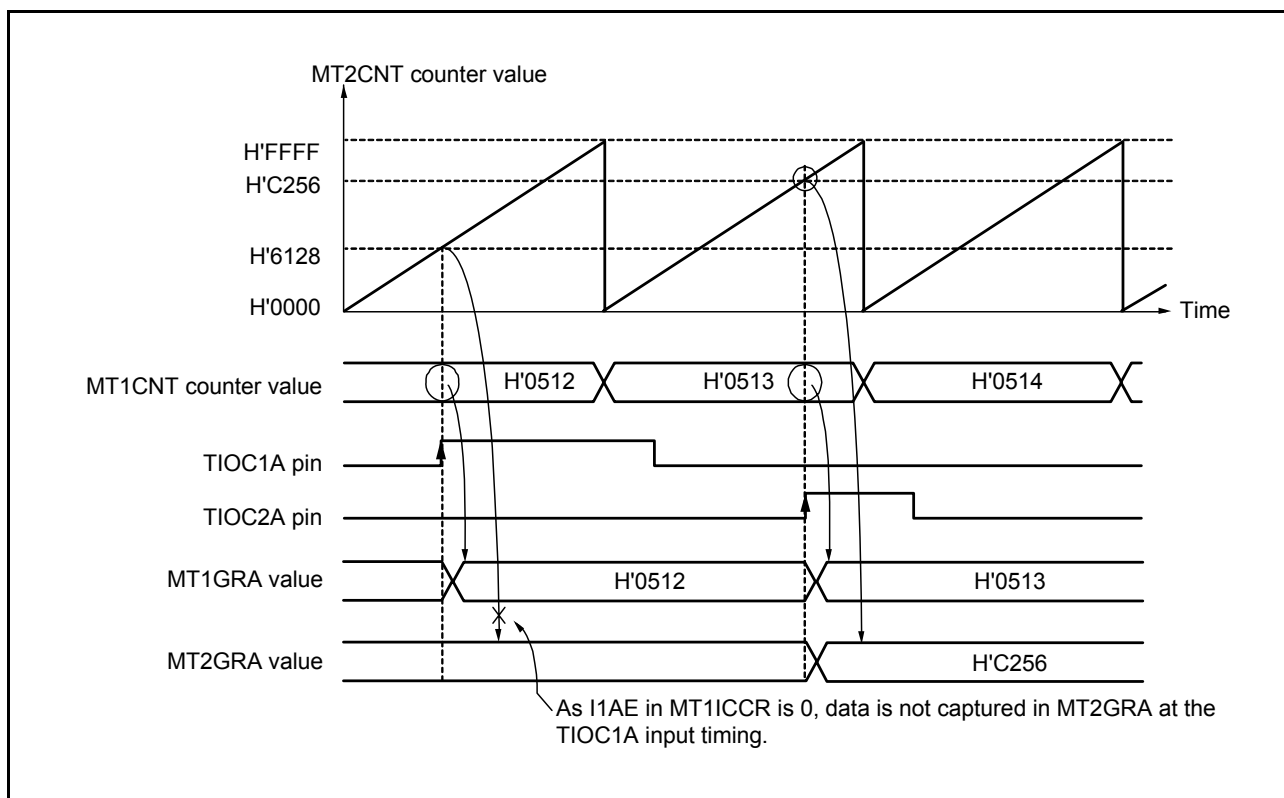 MT2CNT counter value
H'FFFF
H'C256
H'6128
H'0000
Time
MT1CNT counter value
H'0512
H'0513
H'0514
TIOC1A pin
TIOC2A pin
MT1GRA value
H'0512
H'0513
MT2GRA value
H'C256
As I1AE in MT1ICCR is 0, data is not captured in MT2GRA at the
TIOC1A input timing.